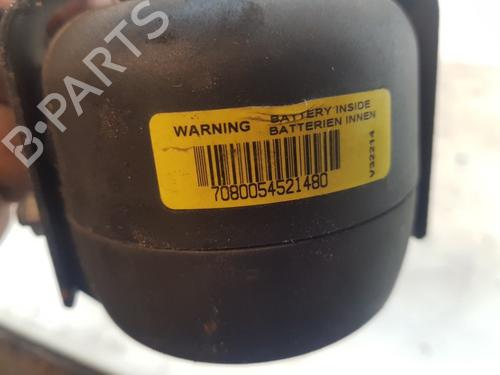 B-PARTS
WARNING
BATTERY INSIDE
BATTERIEN INNEN
7080054521480
V32214